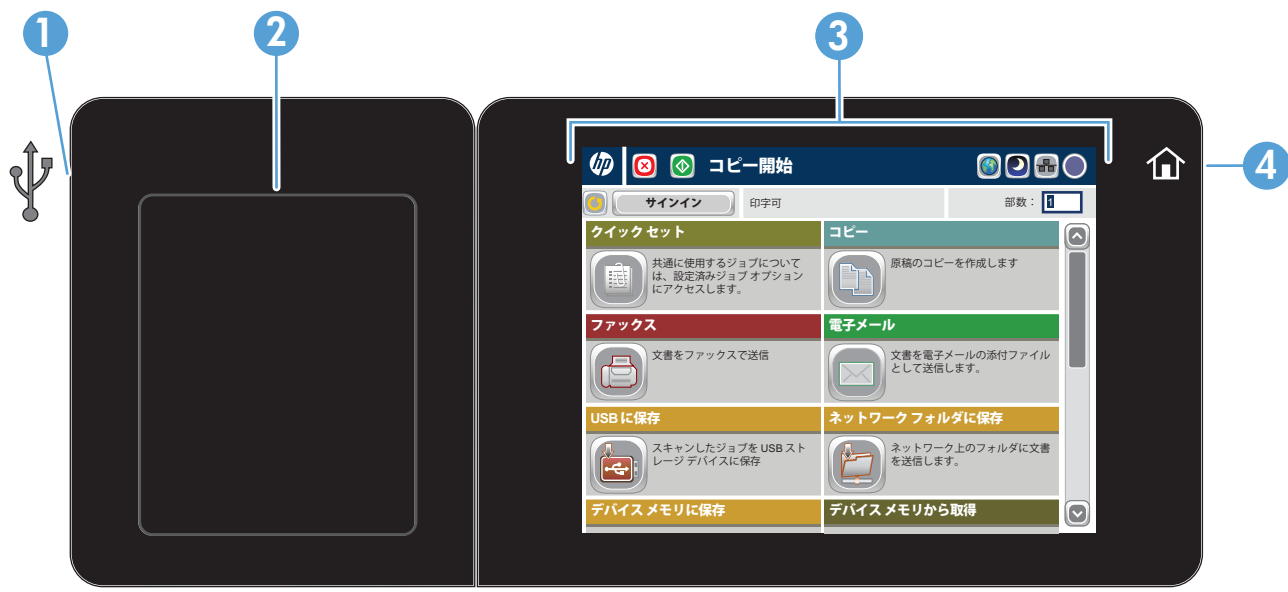 1
2
3
4
hp
コピー開始
サインイン
印字可
部数：
1
クイック セット
共通に使用するジョブについて
は、設定済みジョブ オプション
にアクセスします。
コピー
原稿のコピーを作成します
ファックス
文書をファックスで送信
電子メール
文書を電子メールの添付ファイル
として送信します。
USB に保存
スキャンしたジョブを USB スト
レージ デバイスに保存
ネットワーク フォルダに保存
ネットワーク上のフォルダに文書
を送信します。
デバイス メモリに保存
デバイス メモリから取得